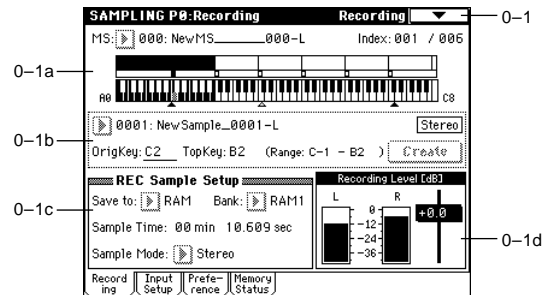 SAMPLING P0:Recording Recording 0–1
MS: 000: NewMS_______000-L Index: 001 / 006
0–1a
A0 C8
0–1b
0001: NewSample_0001-L Stereo
OrigKey: C2 TopKey: B2 (Range: C-1 - B2 ) Create
REC Sample Setup Recording Level [dB]
0–1c
Save to: RAM Bank: RAM1 L R
Sample Time: 00 min 10.609 sec
Sample Mode: Stereo
0
-12
-24
-36
+0.0
0–1d
Record ing Input Setup Prefe- rence Memory Status